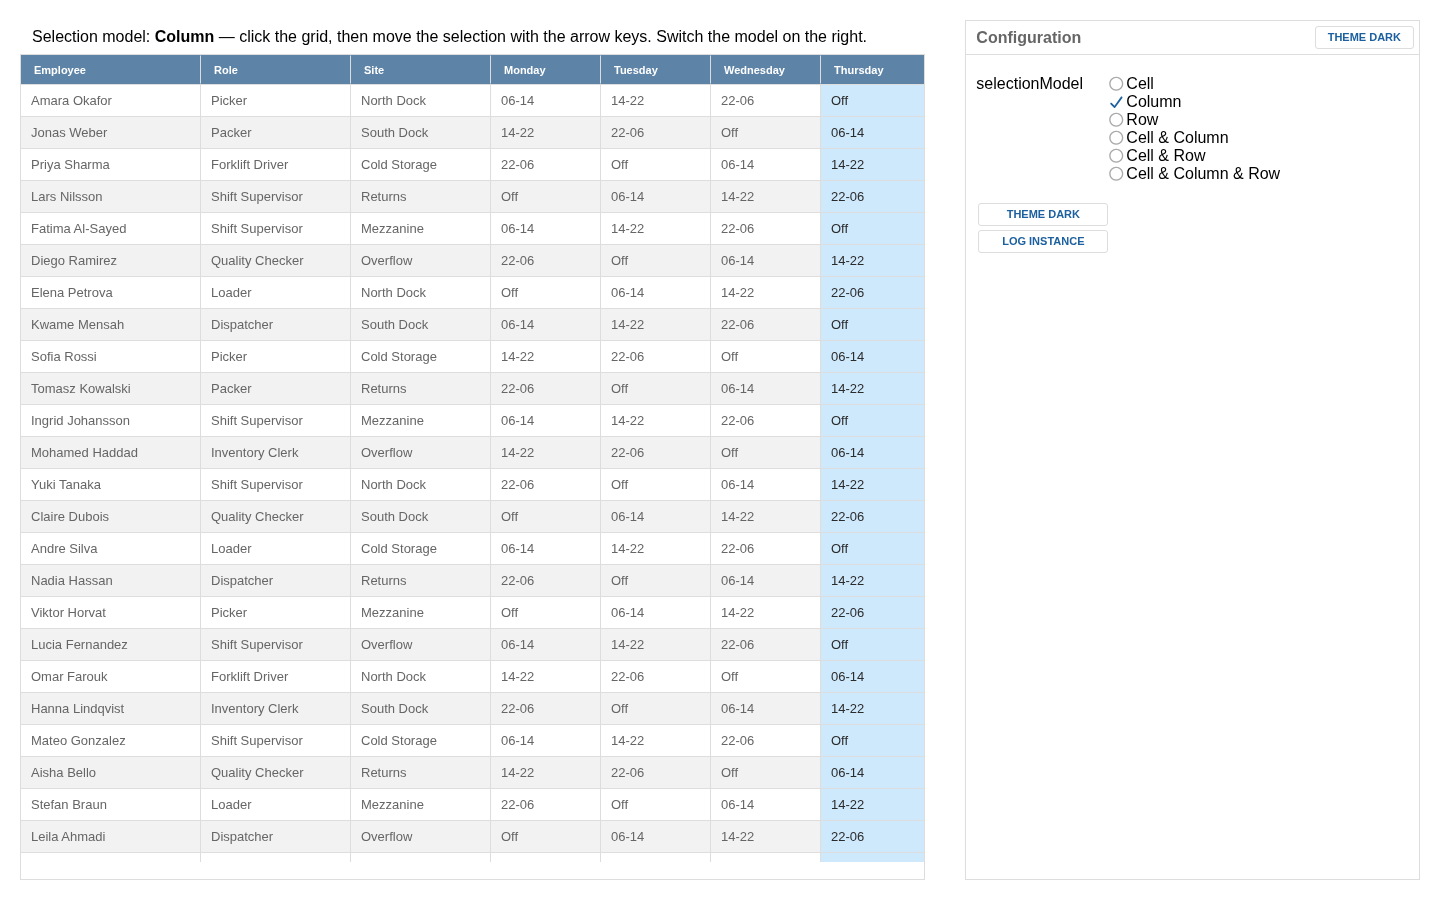 Selection model: Column — click the grid, then move the selection with the arrow keys. Switch the model on the right.
Employee Role Site Monday Tuesday Wednesday Thursday
Amara Okafor Picker North Dock 06-14 14-22 22-06 Off
Jonas Weber Packer South Dock 14-22 22-06 Off 06-14
Priya Sharma Forklift Driver Cold Storage 22-06 Off 06-14 14-22
Lars Nilsson Shift Supervisor Returns Off 06-14 14-22 22-06
Fatima Al-Sayed Shift Supervisor Mezzanine 06-14 14-22 22-06 Off
Diego Ramirez Quality Checker Overflow 22-06 Off 06-14 14-22
Elena Petrova Loader North Dock Off 06-14 14-22 22-06
Kwame Mensah Dispatcher South Dock 06-14 14-22 22-06 Off
Sofia Rossi Picker Cold Storage 14-22 22-06 Off 06-14
Tomasz Kowalski Packer Returns 22-06 Off 06-14 14-22
Ingrid Johansson Shift Supervisor Mezzanine 06-14 14-22 22-06 Off
Mohamed Haddad Inventory Clerk Overflow 14-22 22-06 Off 06-14
Yuki Tanaka Shift Supervisor North Dock 22-06 Off 06-14 14-22
Claire Dubois Quality Checker South Dock Off 06-14 14-22 22-06
Andre Silva Loader Cold Storage 06-14 14-22 22-06 Off
Nadia Hassan Dispatcher Returns 22-06 Off 06-14 14-22
Viktor Horvat Picker Mezzanine Off 06-14 14-22 22-06
Lucia Fernandez Shift Supervisor Overflow 06-14 14-22 22-06 Off
Omar Farouk Forklift Driver North Dock 14-22 22-06 Off 06-14
Hanna Lindqvist Inventory Clerk South Dock 22-06 Off 06-14 14-22
Mateo Gonzalez Shift Supervisor Cold Storage 06-14 14-22 22-06 Off
Aisha Bello Quality Checker Returns 14-22 22-06 Off 06-14
Stefan Braun Loader Mezzanine 22-06 Off 06-14 14-22
Leila Ahmadi Dispatcher Overflow Off 06-14 14-22 22-06
Configuration THEME DARK
selectionModel Cell
Column
Row
Cell & Column
Cell & Row
Cell & Column & Row
THEME DARK
LOG INSTANCE